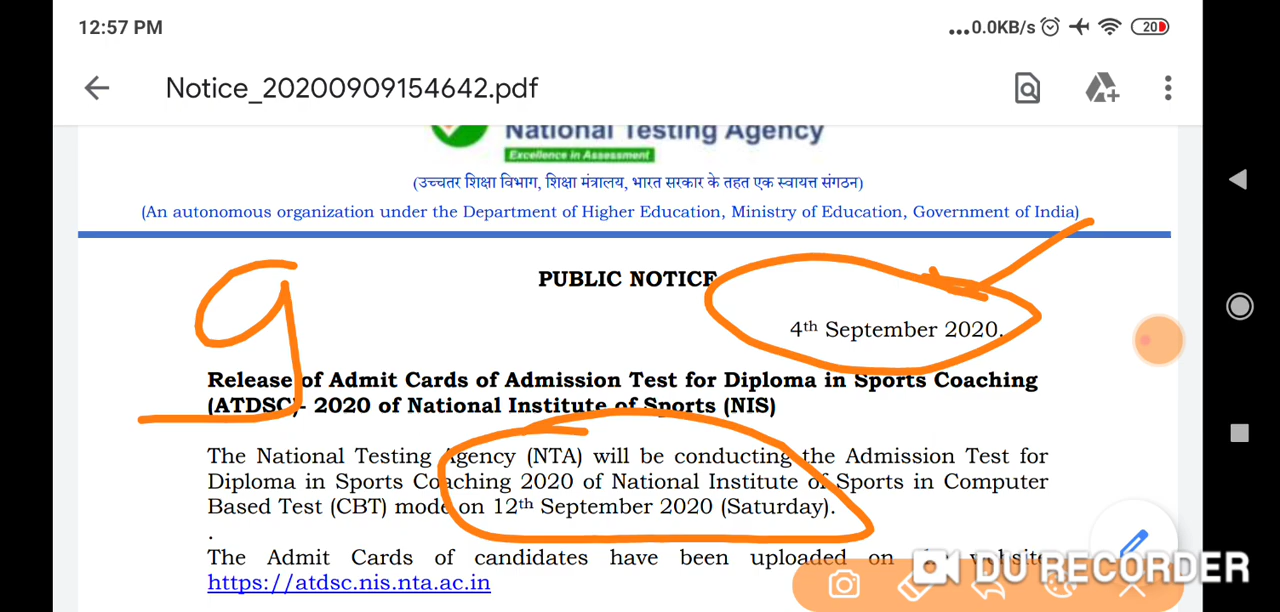 12:57 PM
...0.0KB/s 20
Notice_20200909154642.pdf
National Testing Agency
Excellence in Assessment
(उच्चतर शिक्षा विभाग, शिक्षा मंत्रालय, भारत सरकार के तहत एक स्वायत्त संगठन)
(An autonomous organization under the Department of Higher Education, Ministry of Education, Government of India)
PUBLIC NOTICE
4th September 2020.
9
Release of Admit Cards of Admission Test for Diploma in Sports Coaching
(ATDSC)- 2020 of National Institute of Sports (NIS)
The National Testing Agency (NTA) will be conducting the Admission Test for
Diploma in Sports Coaching 2020 of National Institute of Sports in Computer
Based Test (CBT) mode on 12th September 2020 (Saturday).
.
The Admit Cards of candidates have been uploaded on
https://atdsc.nis.nta.ac.in
DU RECORDER